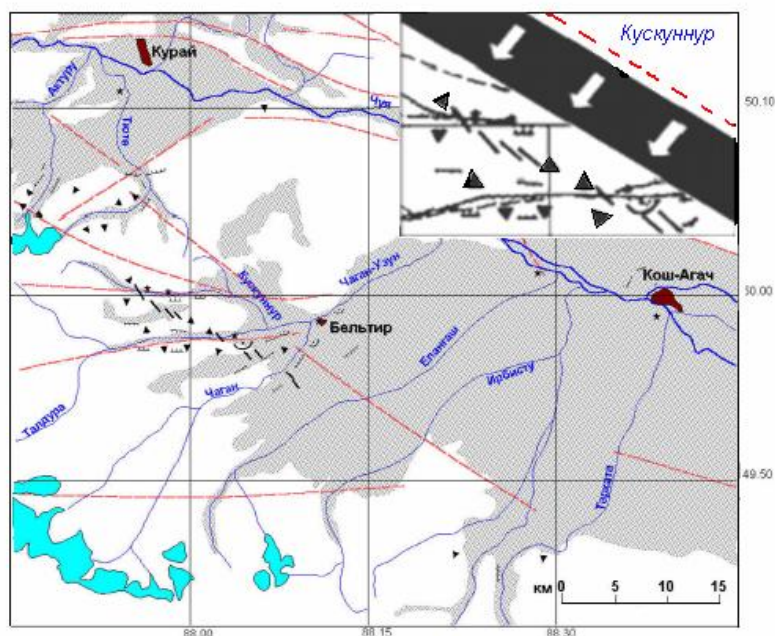 Кускуннур
Курай
Актуру
Чуя
50.10
Тюте
Кош-Агач
Чаган-Узун
Кускуннур
50.00
Бельтир
Елангаш
Ирбисту
Чаган
Талдура
49.50
Тархата
км
0 5 10 15
88.00
88.15
88.30